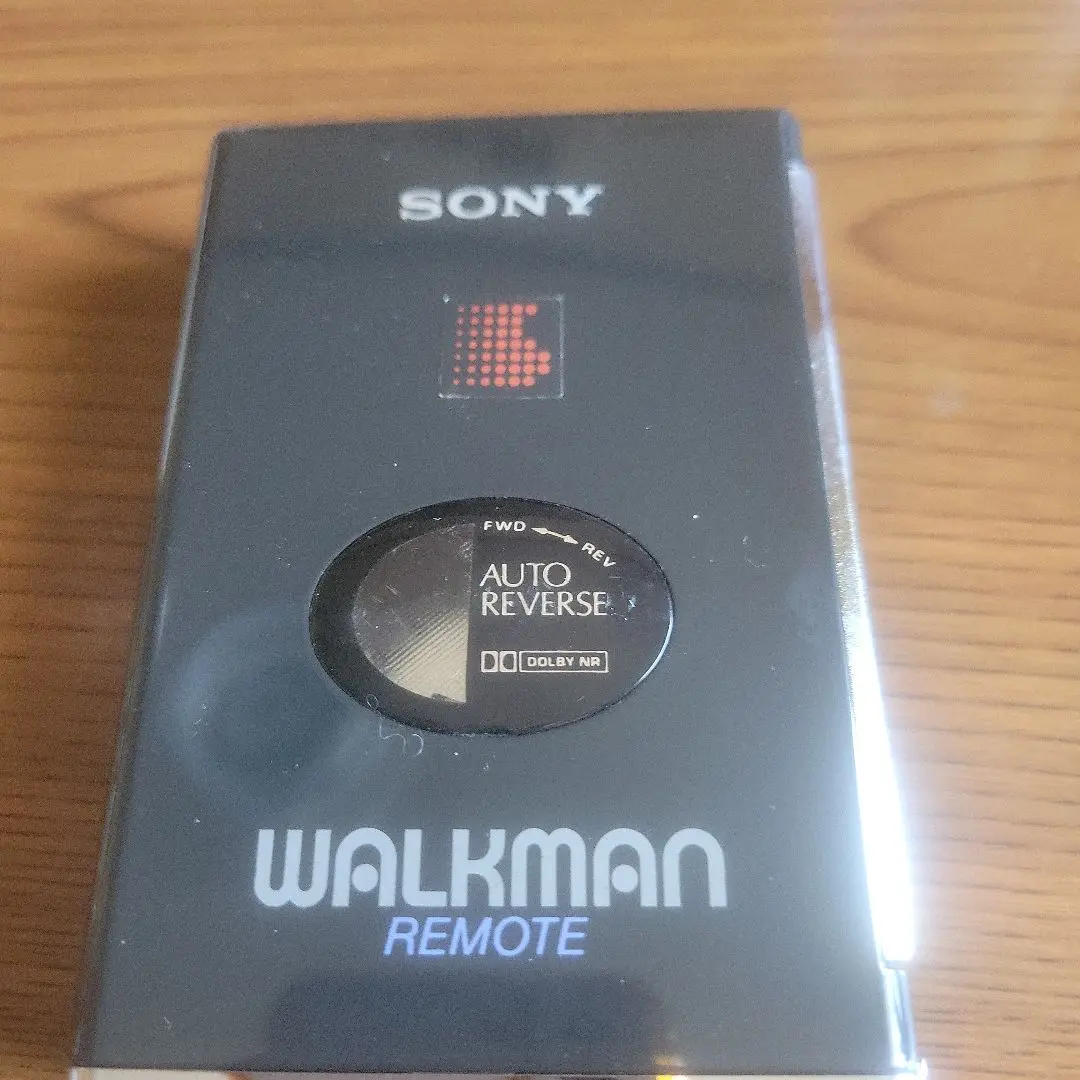 SONY
FWD
REV
AUTO
REVERSE
DOLBY NR
WALKMAN
REMOTE